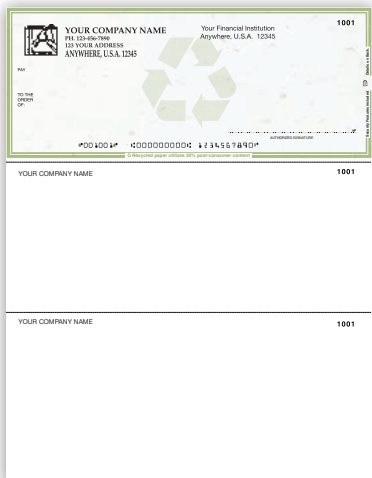 YOUR COMPANY NAME
PH. 123-456-7890
123 YOUR ADDRESS
ANYWHERE, U.S.A. 12345
Your Financial Institution
Anywhere, U.S.A. 12345
1001
PAY
TO THE
ORDER
OF:
AUTHORIZED SIGNATURE
⑈001001⑈ ⑆000000000⑆ 1234567890⑈
Recycled paper utilizes 30% post-consumer content
YOUR COMPANY NAME 1001
YOUR COMPANY NAME 1001